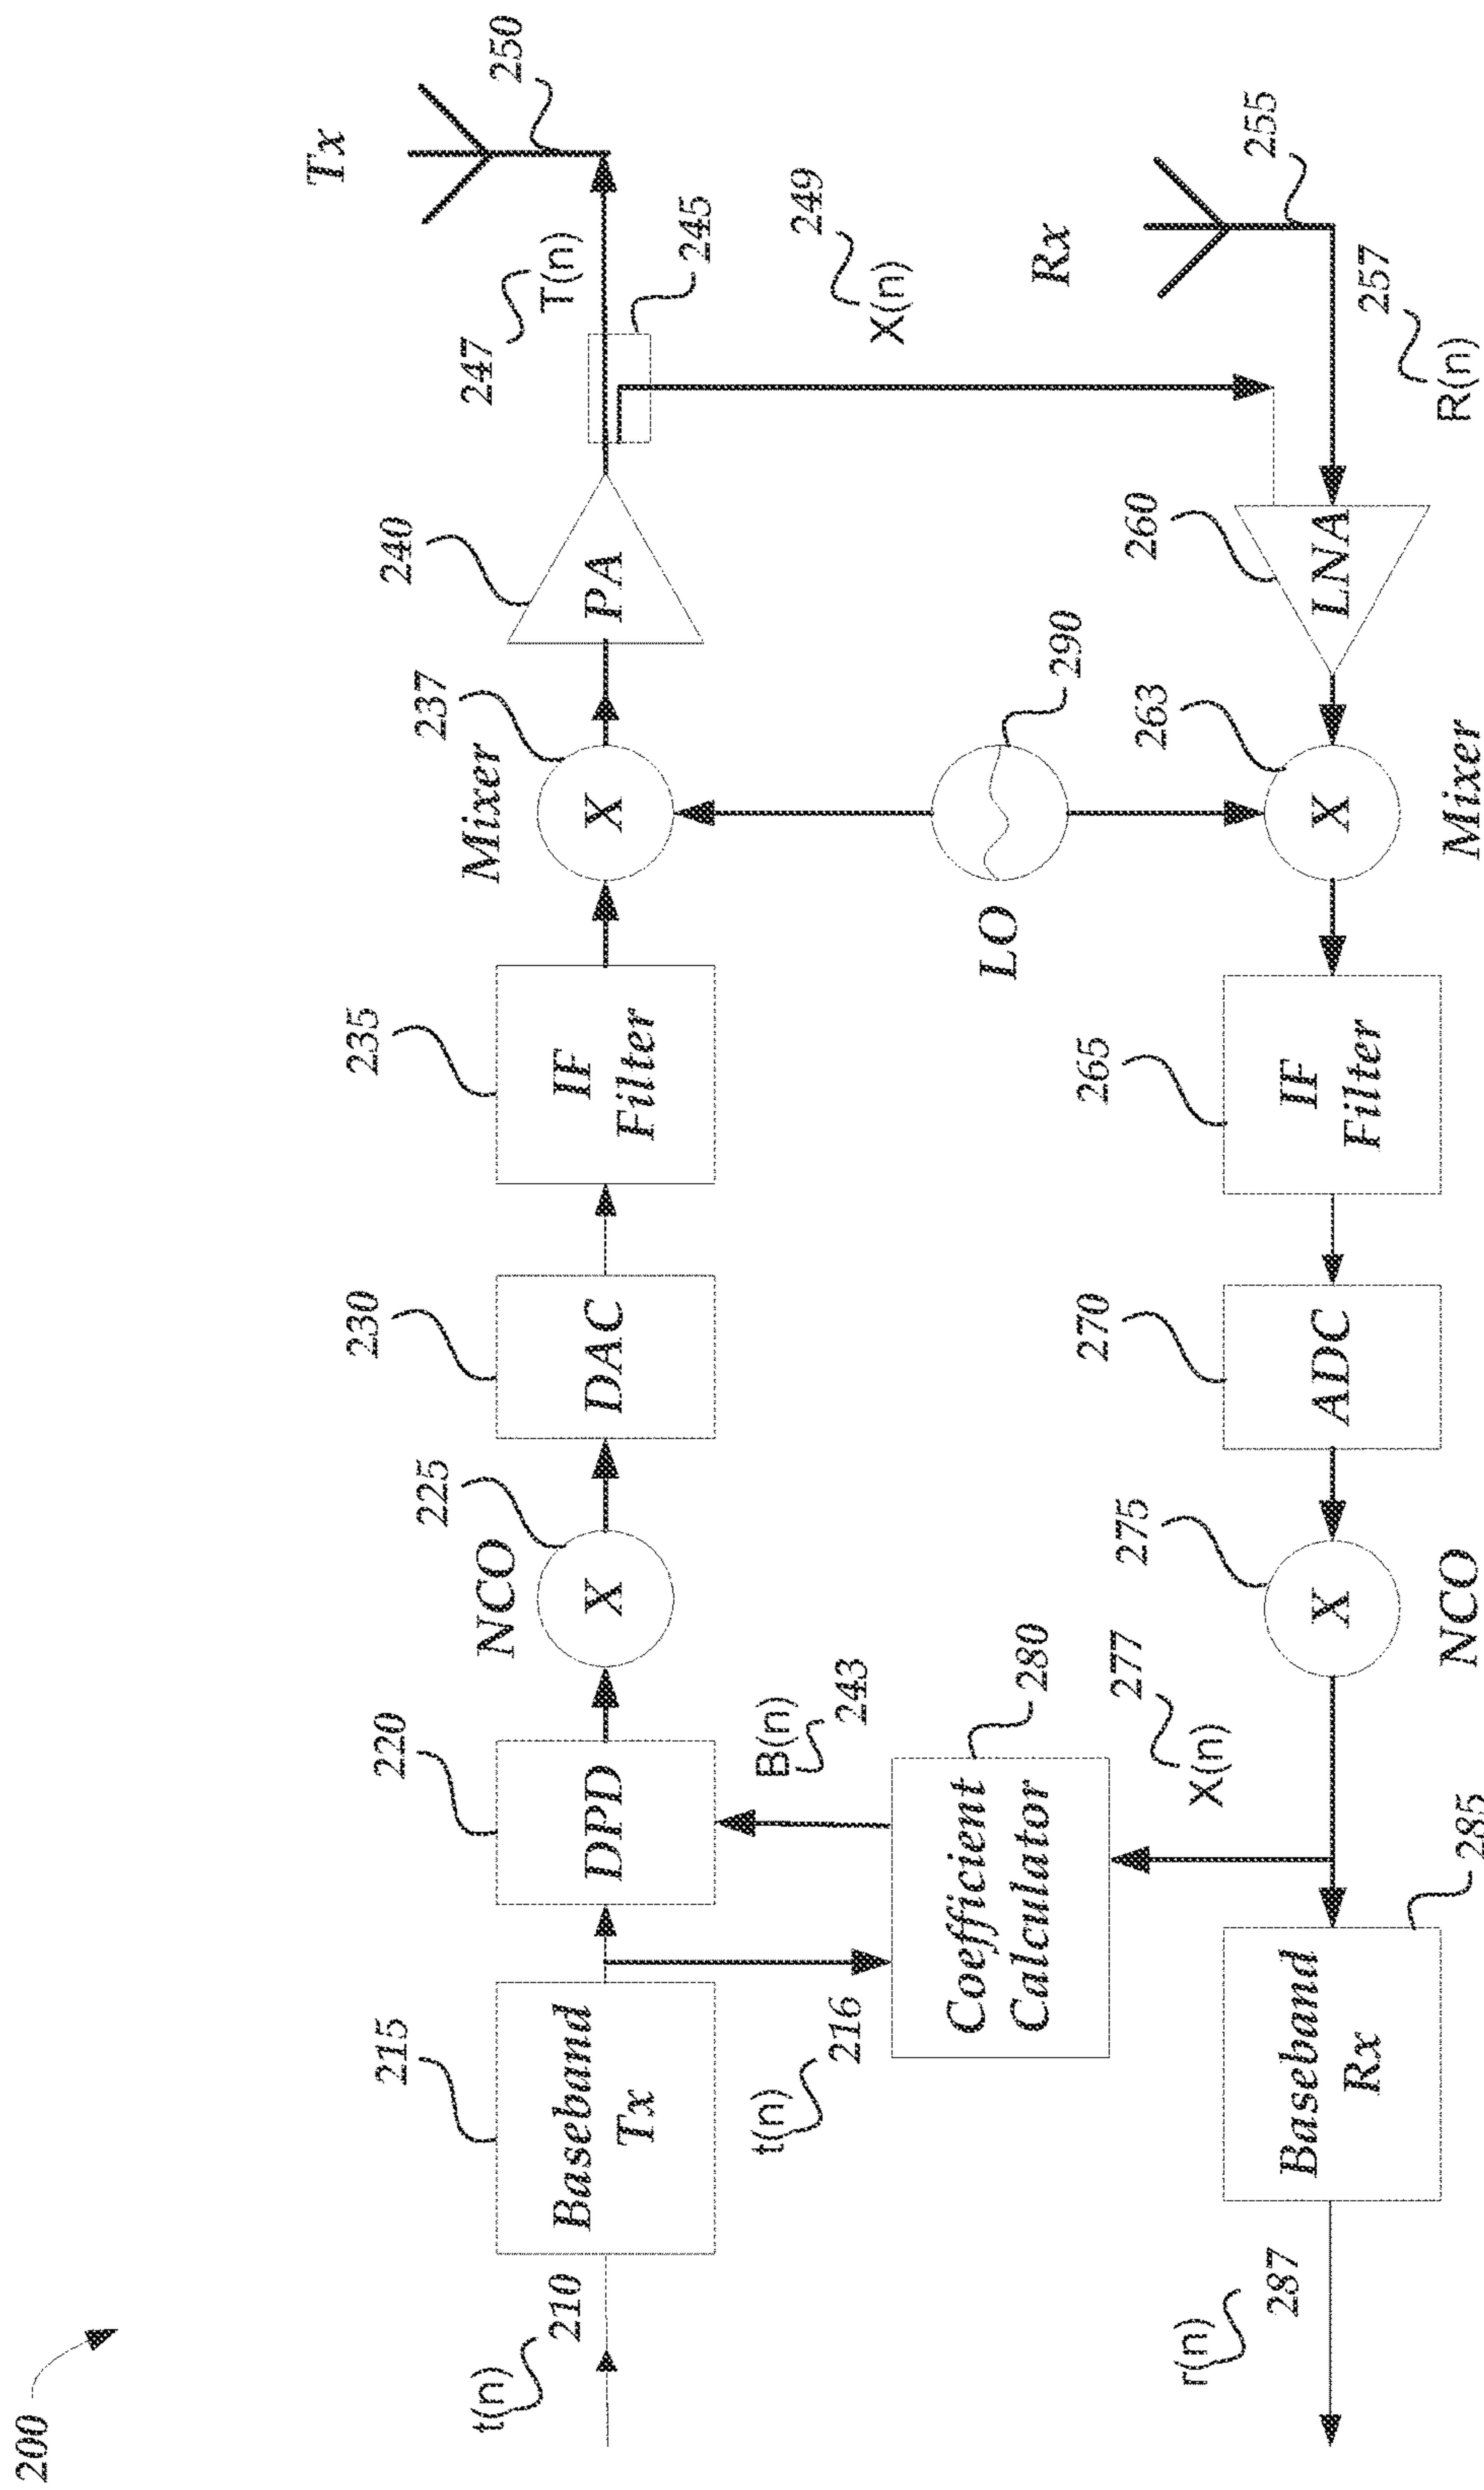 200
t(n)
210
215
Baseband
Tx
t(n)
216
220
DPD
B(n)
243
NCO
225
X
230
DAC
235
IF
Filter
Mixer
237
X
240
PA
247
T(n)
245
Tx
250
Coefficient
Calculator
280
LO
290
X(n)
249
r(n)
287
Baseband
Rx
285
X(n)
277
275
X
NCO
270
ADC
265
IF
Filter
263
X
Mixer
260
LNA
Rx
255
257
R(n)